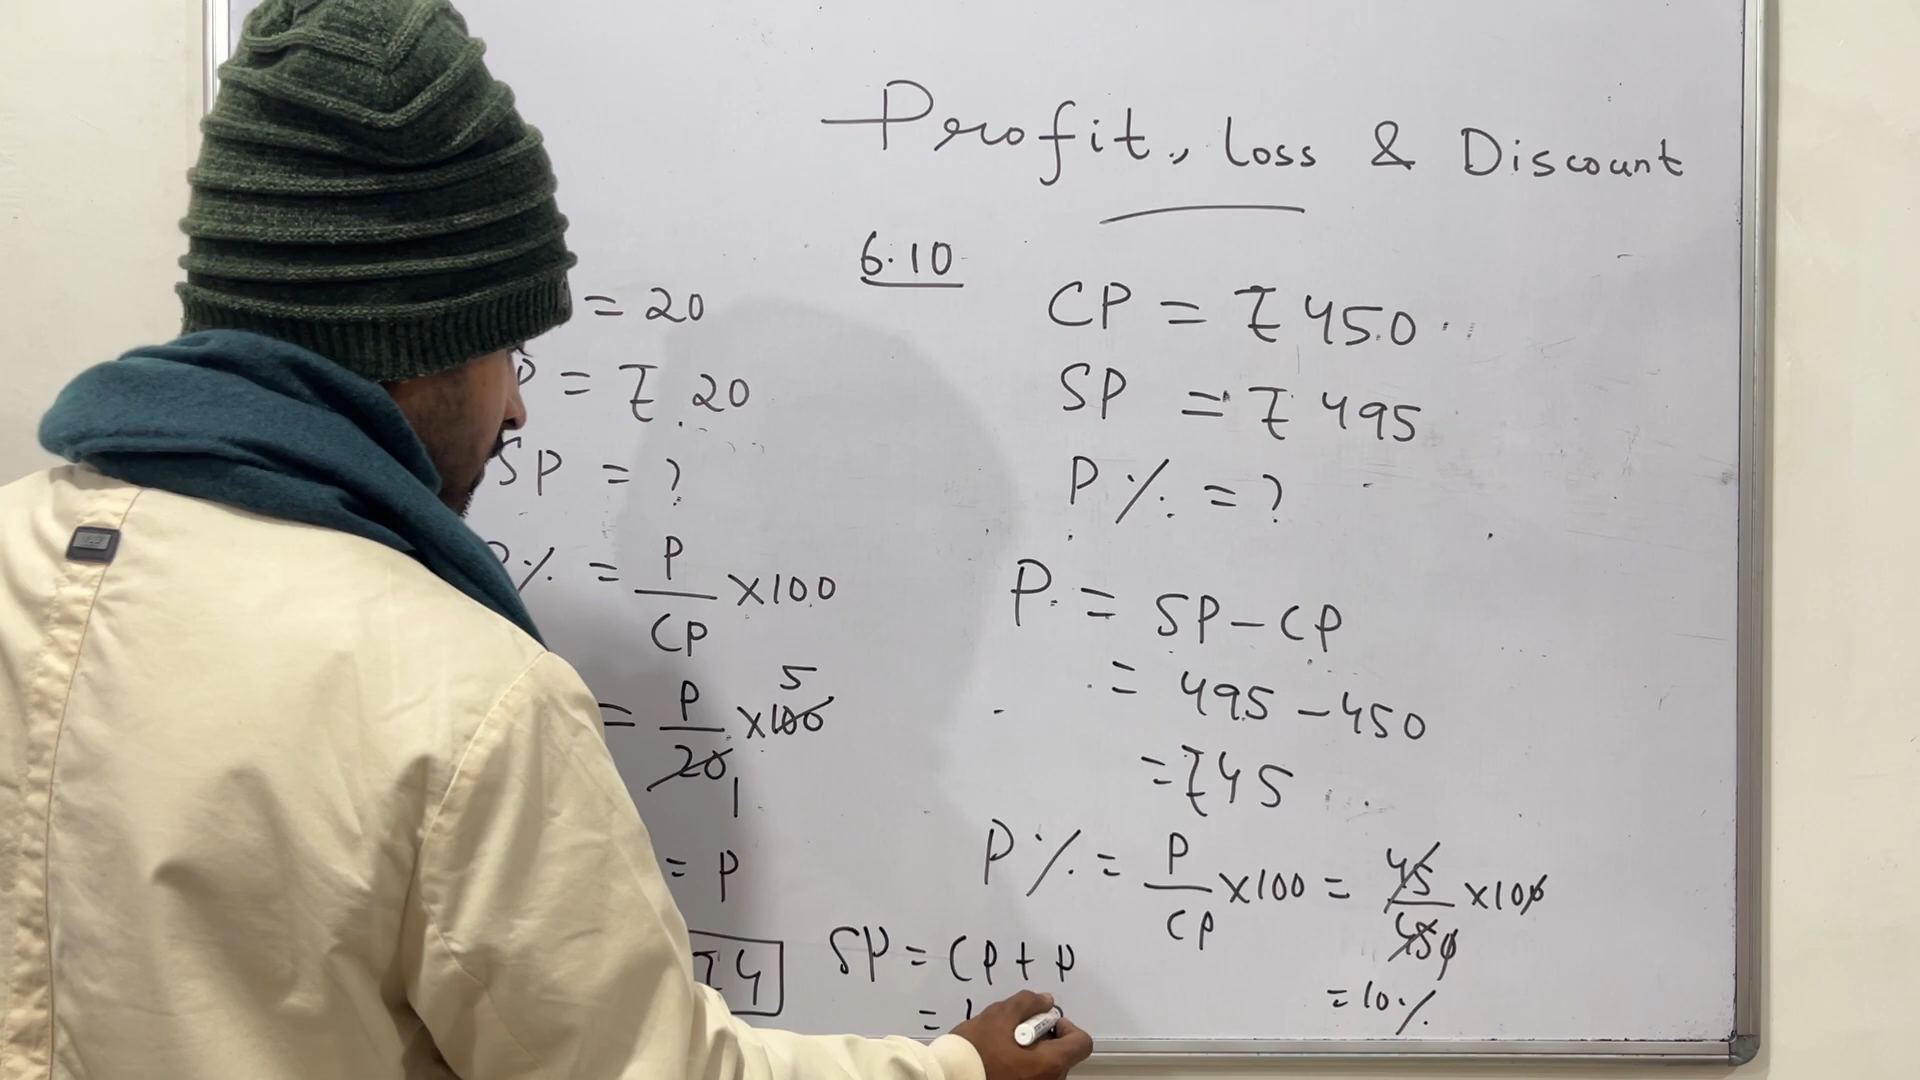 Profit, Loss & Discount
= 20
P = ₹ 20
SP = ?
% = P/CP ×100
= P/20 ×100
5
1
= P
₹4
SP = CP + P
=
6.10
CP = ₹ 450
SP = ₹ 495
P% = ?
P = SP – CP
= 495 – 450
= ₹45
P% = P/CP ×100 = 45/450 ×100
= 10%